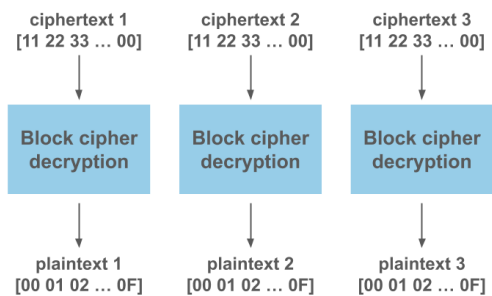 ciphertext 1
[11 22 33 … 00]
ciphertext 2
[11 22 33 … 00]
ciphertext 3
[11 22 33 … 00]
Block cipher
decryption
Block cipher
decryption
Block cipher
decryption
plaintext 1
[00 01 02 … 0F]
plaintext 2
[00 01 02 … 0F]
plaintext 3
[00 01 02 … 0F]